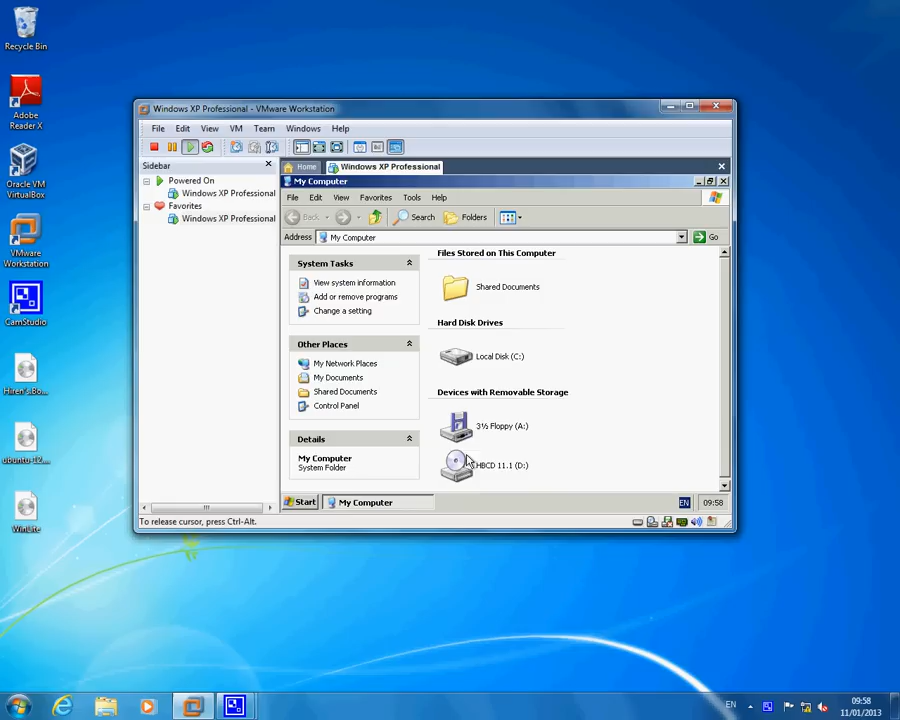 Recycle Bin
Adobe
Reader X
Oracle VM
VirtualBox
VMware
Workstation
CamStudio
Hiren's.Bo...
ubuntu-12....
WinLite
Windows XP Professional - VMware Workstation
File Edit View VM Team Windows Help
Sidebar
Powered On
Windows XP Professional
Favorites
Windows XP Professional
Home
Windows XP Professional
My Computer
File Edit View Favorites Tools Help
Back Search Folders
Address My Computer Go
System Tasks
View system information
Add or remove programs
Change a setting
Other Places
My Network Places
My Documents
Shared Documents
Control Panel
Details
My Computer
System Folder
Files Stored on This Computer
Shared Documents
Hard Disk Drives
Local Disk (C:)
Devices with Removable Storage
3½ Floppy (A:)
HBCD 11.1 (D:)
Start My Computer EN 09:58
To release cursor, press Ctrl-Alt.
EN
09:58
11/01/2013